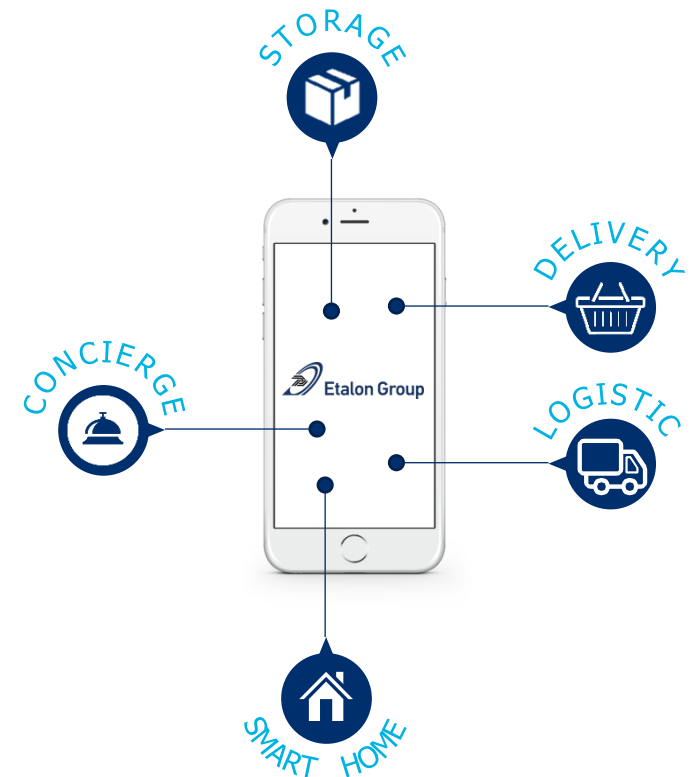 STORAGE
DELIVERY
CONCIERGE
Etalon Group
LOGISTIC
SMART HOME